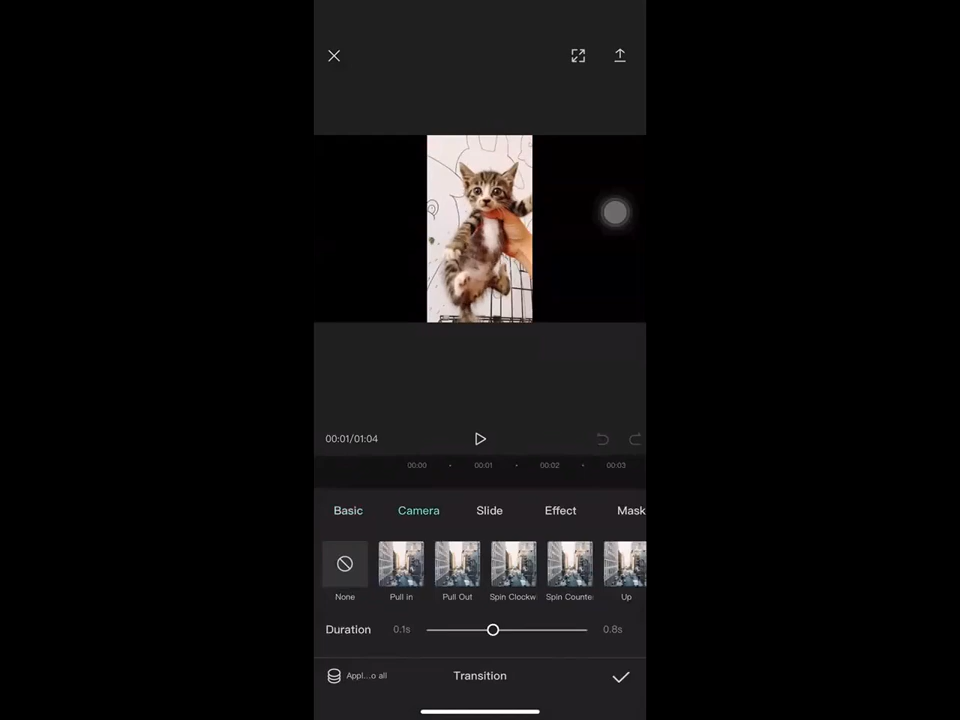 00:01/01:04
00:00 00:01 00:02 00:03
Basic Camera Slide Effect Mask
None Pull in Pull Out Spin Clockw Spin Counte Up
Duration 0.1s 0.8s
Appl...o all Transition